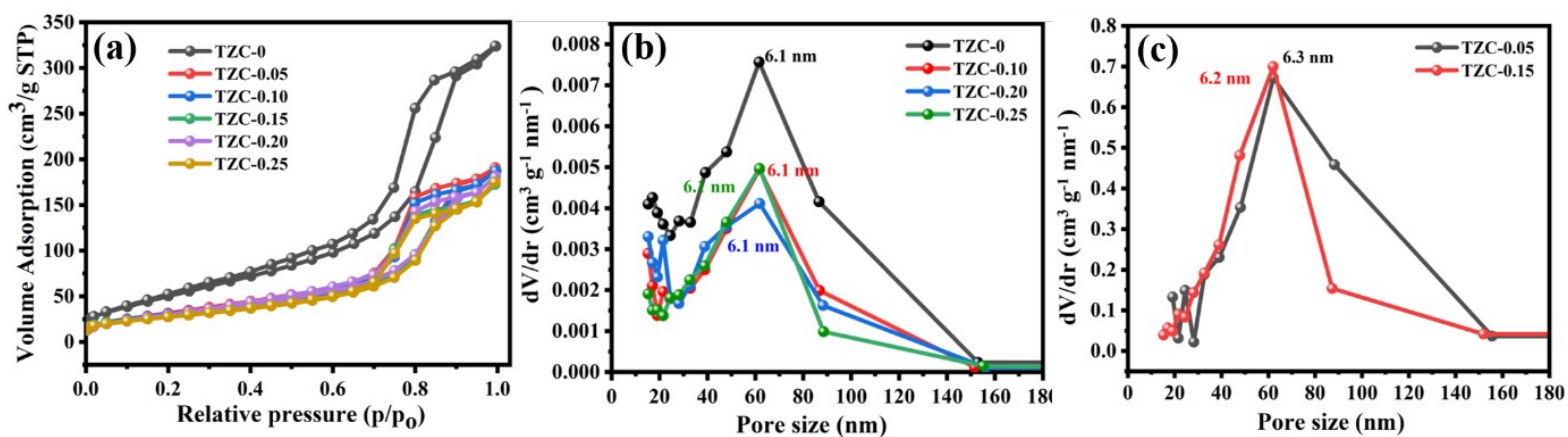 (a)
TZC-0
TZC-0.05
TZC-0.10
TZC-0.15
TZC-0.20
TZC-0.25
350
300
250
200
150
100
50
0
Volume Adsorption (cm³/g STP)
0.0 0.2 0.4 0.6 0.8 1.0
Relative pressure (p/po)
(b)
TZC-0
TZC-0.10
TZC-0.20
TZC-0.25
6.1 nm
6.1 nm
6.1 nm
6.1 nm
0.008
0.007
0.006
0.005
0.004
0.003
0.002
0.001
0.000
dV/dr (cm³ g⁻¹ nm⁻¹)
0 20 40 60 80 100 120 140 160 180
Pore size (nm)
(c)
TZC-0.05
TZC-0.15
6.3 nm
6.2 nm
0.8
0.7
0.6
0.5
0.4
0.3
0.2
0.1
0.0
dV/dr (cm³ g⁻¹ nm⁻¹)
0 20 40 60 80 100 120 140 160 180
Pore size (nm)